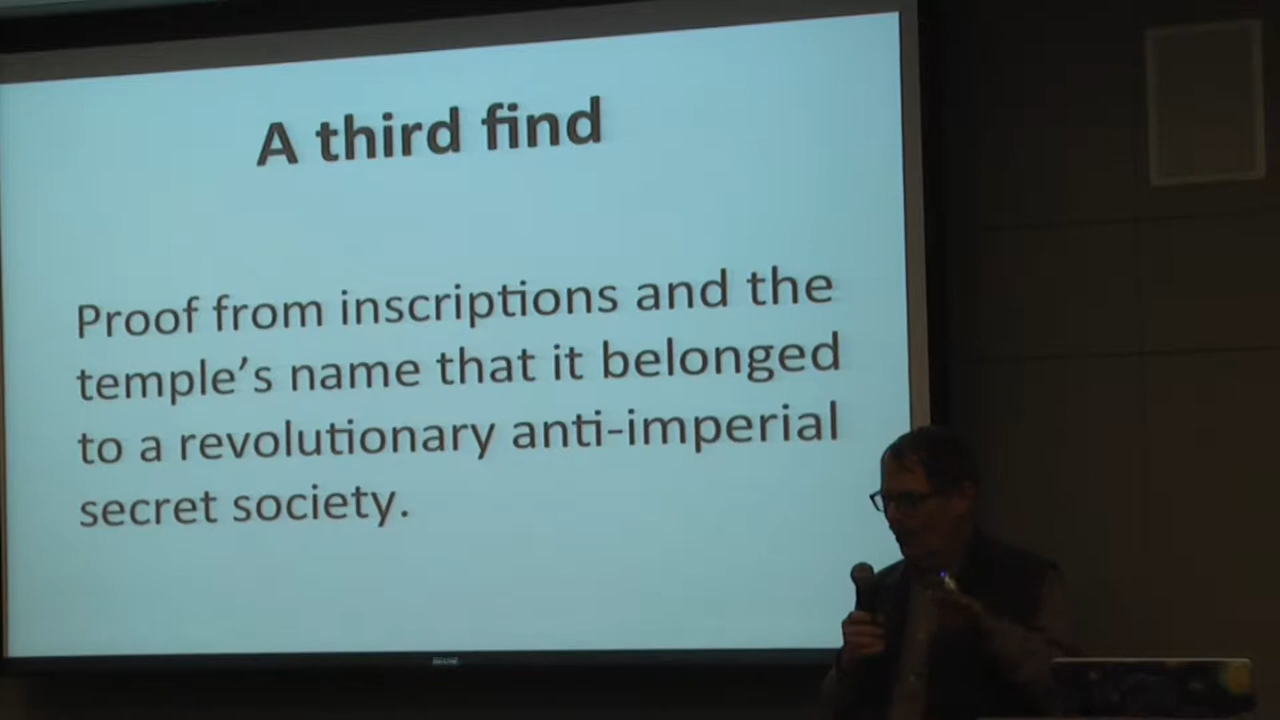 A third find
Proof from inscriptions and the
temple's name that it belonged
to a revolutionary anti-imperial
secret society.